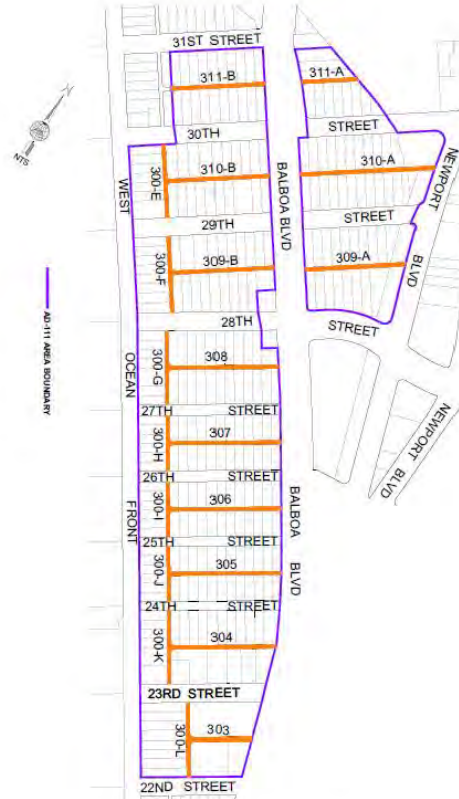 31ST STREET
311-B
311-A
30TH STREET
310-B
310-A
300-E
WEST
BALBOA BLVD
NEWPORT
29TH STREET
309-B
309-A
300-F
BLVD
28TH STREET
308
300-G
OCEAN
AD-111 AREA BOUNDARY
NTS
27TH STREET
307
300-H
NEWPORT BLVD
26TH STREET
306
300-I
FRONT
BALBOA BLVD
25TH STREET
305
300-J
24TH STREET
304
300-K
23RD STREET
303
300-L
22ND STREET